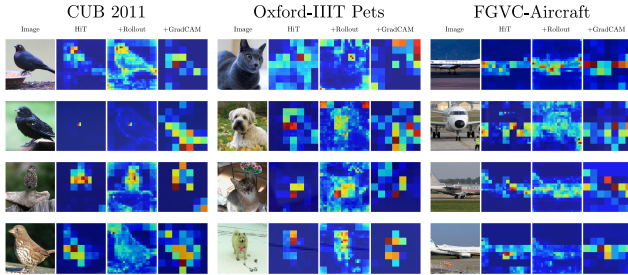 CUB 2011 Oxford-IIIT Pets FGVC-Aircraft
Image HiT +Rollout +GradCAM Image HiT +Rollout +GradCAM Image HiT +Rollout +GradCAM